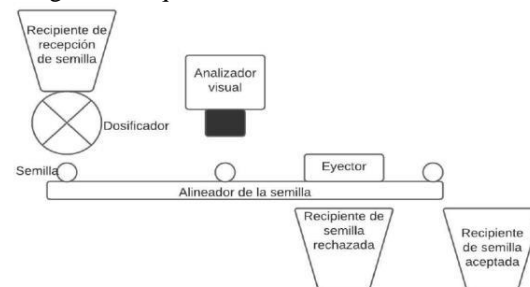 Recipiente de
recepción
de semilla
Analizador
visual
Dosificador
Semilla
Eyector
Alineador de la semilla
Recipiente de
semilla
rechazada
Recipiente
de semilla
aceptada